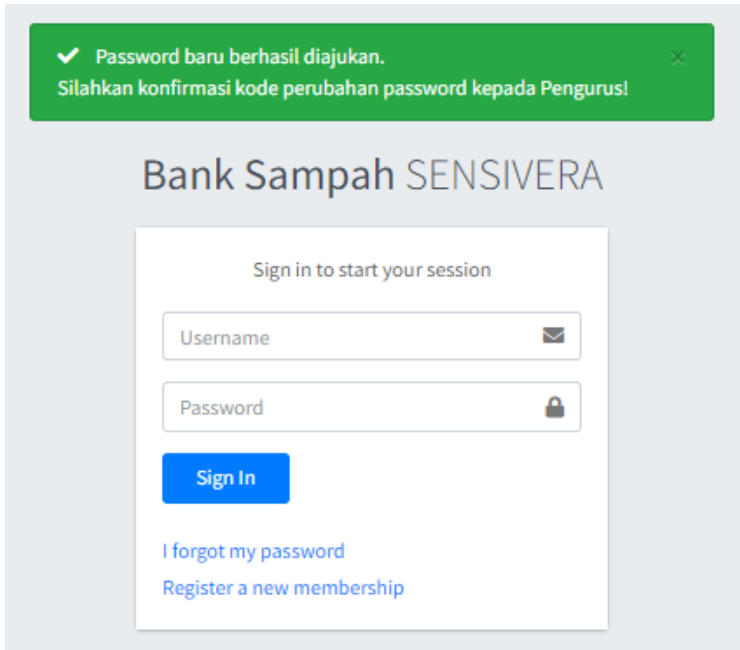 Password baru berhasil diajukan.
Silahkan konfirmasi kode perubahan password kepada Pengurus!
Bank Sampah SENSIVERA
Sign in to start your session
Username
Password
Sign In
I forgot my password
Register a new membership